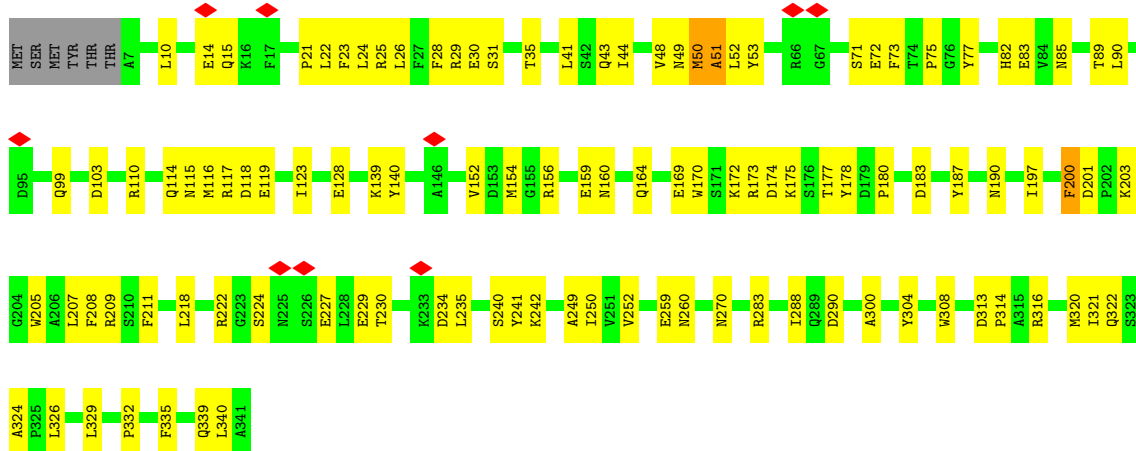 MET SER MET TYR THR THR A7 L10 E14 Q15 K16 F17 P21 L22 F23 L24 R25 L26 F27 F28 R29 E30 S31 T35 L41 S42 Q43 I44 V48 N49 M50 A51 L52 Y53 R66 G67 S71 E72 F73 T74 P75 G76 Y77 H82 E83 V84 N85 T89 L90
D95 Q99 D103 R110 Q114 N115 M116 R117 D118 E119 I123 E128 K139 Y140 A146 V152 D153 M154 G155 R156 E159 N160 Q164 E169 W170 S171 K172 R173 D174 K175 S176 T177 Y178 D179 P180 D183 Y187 N190 I197 F200 D201 P202 K203
G204 W205 A206 L207 F208 R209 S210 F211 L218 R222 G223 S224 N225 S226 E227 L228 E229 T230 K233 D234 L235 S240 Y241 K242 A249 I250 V251 V252 E259 N260 N270 R283 I288 Q289 D290 A300 Y304 W308 D313 P314 A315 R316 M320 I321 Q322 S323
A324 P325 L326 L329 P332 F335 Q339 L340 A341